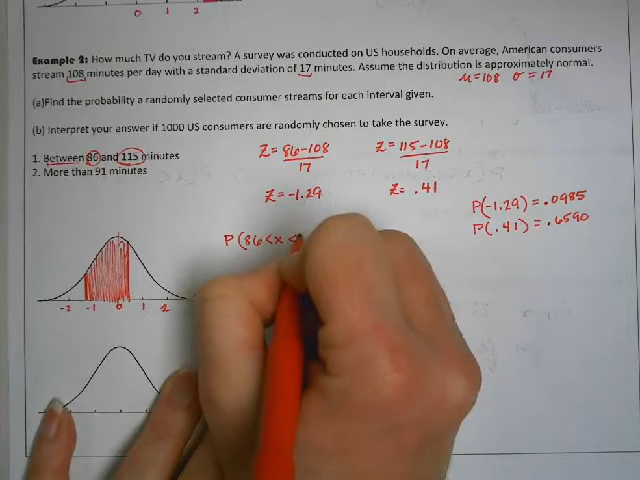 0 1 2
Example 2: How much TV do you stream? A survey was conducted on US households. On average, American consumers
stream 108 minutes per day with a standard deviation of 17 minutes. Assume the distribution is approximately normal.
μ=108 σ=17
(a)Find the probability a randomly selected consumer streams for each interval given.
(b) Interpret your answer if 1000 US consumers are randomly chosen to take the survey.
1. Between 86 and 115 minutes
2. More than 91 minutes
Z=86-108/17
Z=115-108/17
Z=-1.29
Z=.41
P(-1.29)=.0985
P(.41)=.6590
P(86<x<
-2 -1 0 1 2